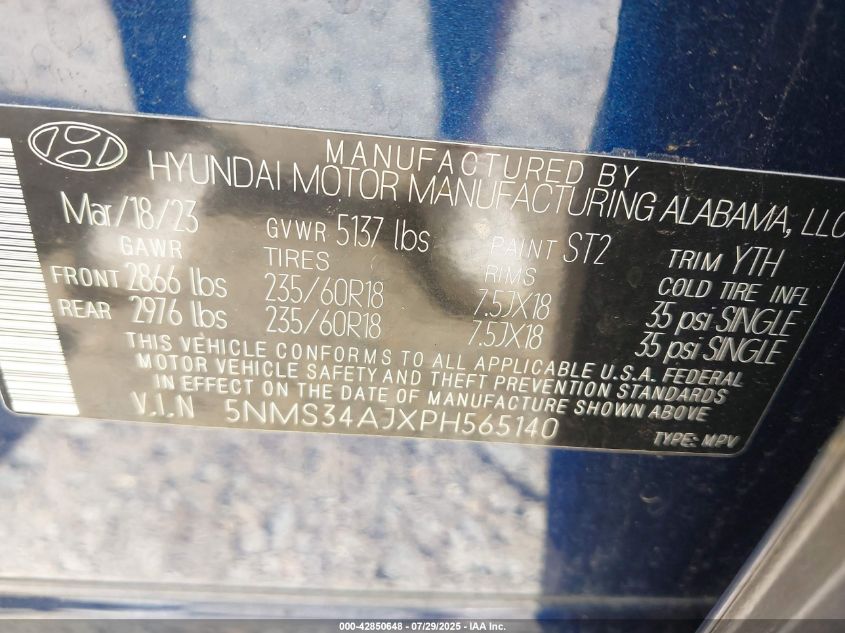 MANUFACTURED BY
HYUNDAI MOTOR MANUFACTURING ALABAMA, LLC
Mar/18/23 GVWR 5137 lbs PAINT ST2 TRIM YTH
GAWR TIRES RIMS COLD TIRE INFL
FRONT 2866 lbs 235/60R18 7.5JX18 35 psi SINGLE
REAR 2976 lbs 235/60R18 7.5JX18 35 psi SINGLE
THIS VEHICLE CONFORMS TO ALL APPLICABLE U.S.A. FEDERAL
MOTOR VEHICLE SAFETY AND THEFT PREVENTION STANDARDS
IN EFFECT ON THE DATE OF MANUFACTURE SHOWN ABOVE.
V.I.N 5NMS34AJXPH565140
TYPE: MPV
000-42850648 - 07/29/2025 - IAA Inc.